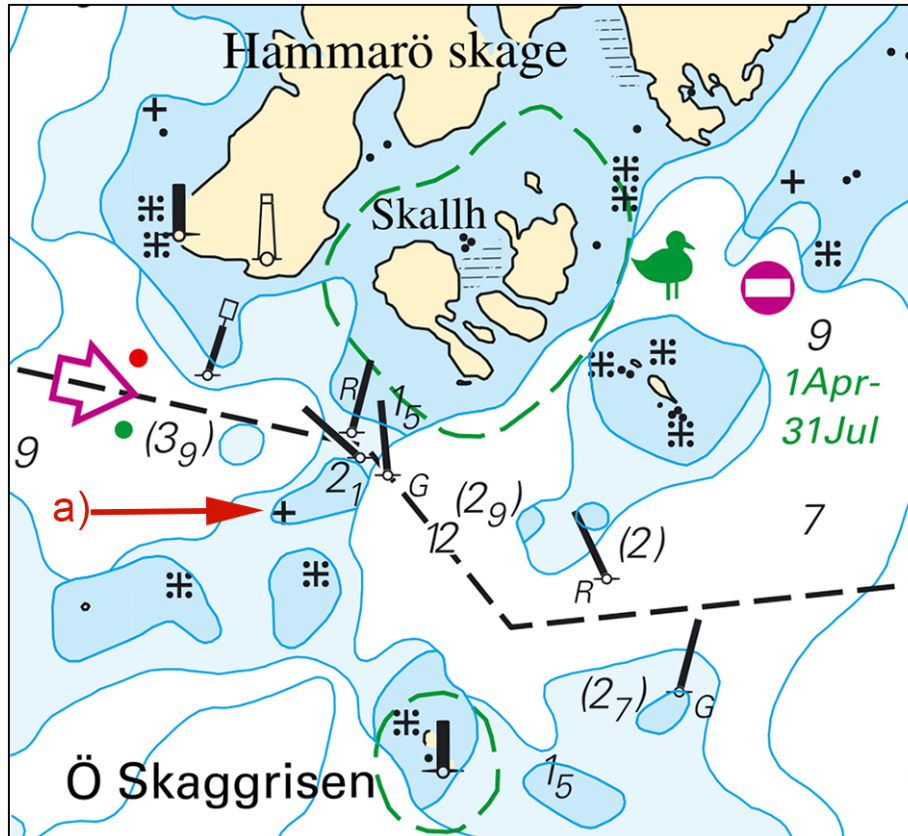 Hammarö skage
Skallh
9
1Apr-
31Jul
R
1₅
(3₉)
9
2₁
G
(2₉)
a)
12
(2)
7
R
(2₇)
G
Ö Skaggrisen
1₅